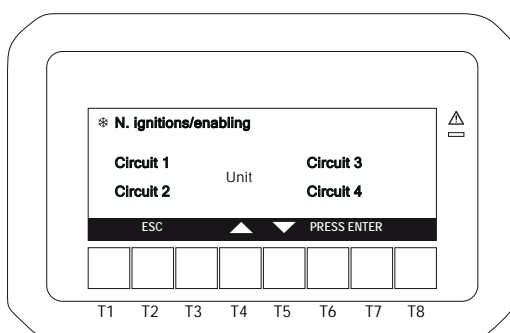 N. ignitions/enabling
Circuit 1
Circuit 2
Unit
Circuit 3
Circuit 4
ESC PRESS ENTER
T1 T2 T3 T4 T5 T6 T7 T8